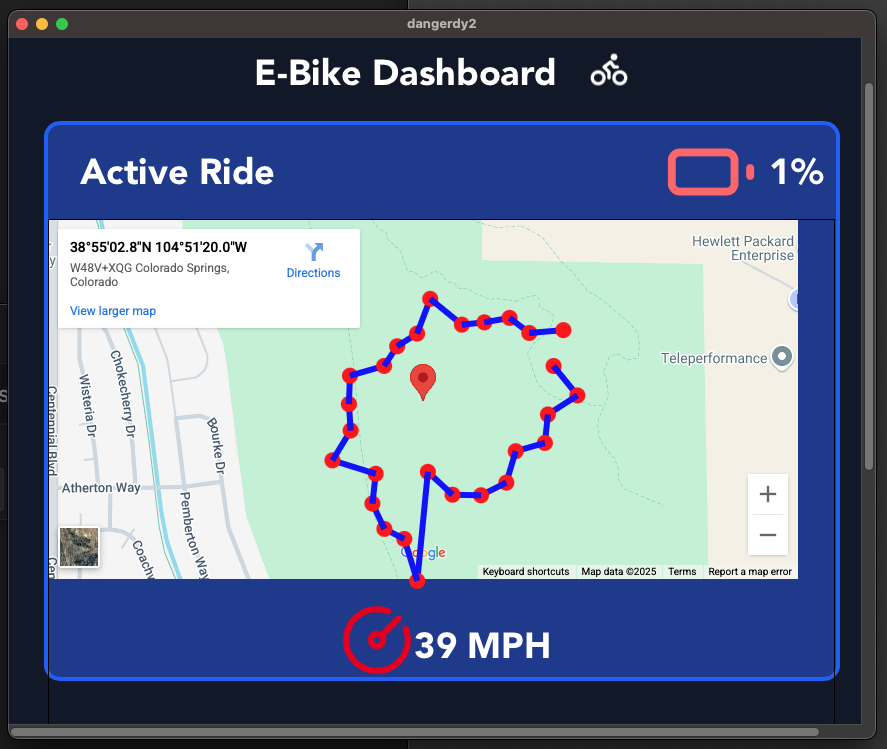 dangerdy2
E-Bike Dashboard
Active Ride
1%
38°55'02.8"N 104°51'20.0"W
W48V+XQG Colorado Springs,
Colorado
Directions
View larger map
Hewlett Packard
Enterprise
Teleperformance
Chokecherry Dr
Wisteria Dr
Centennial Blvd
Bourke Dr
Atherton Way
Pemberton Way
Google
Keyboard shortcuts
Map data ©2025
Terms
Report a map error
39 MPH